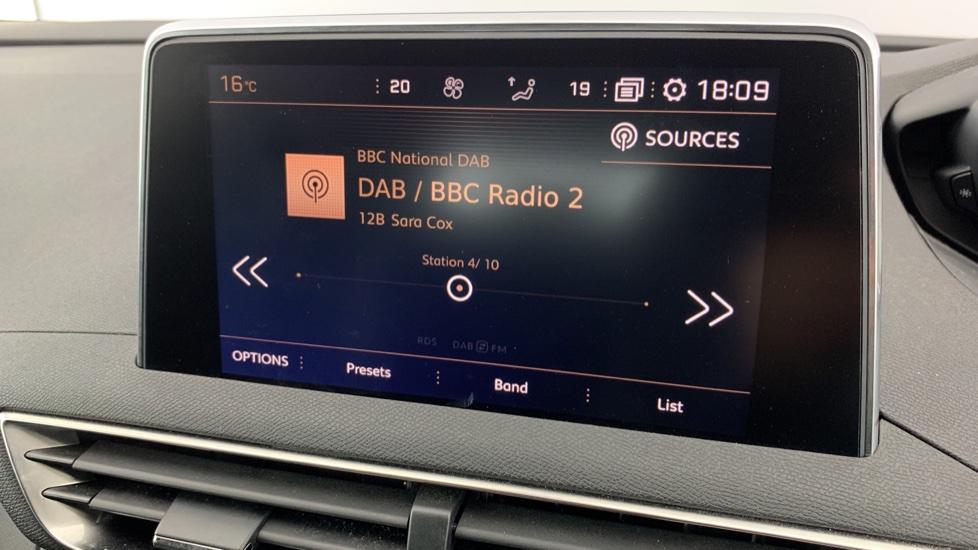 16°C 20 19 18:09
SOURCES
BBC National DAB
DAB / BBC Radio 2
12B Sara Cox
Station 4/ 10
RDS DAB FM
OPTIONS Presets Band List